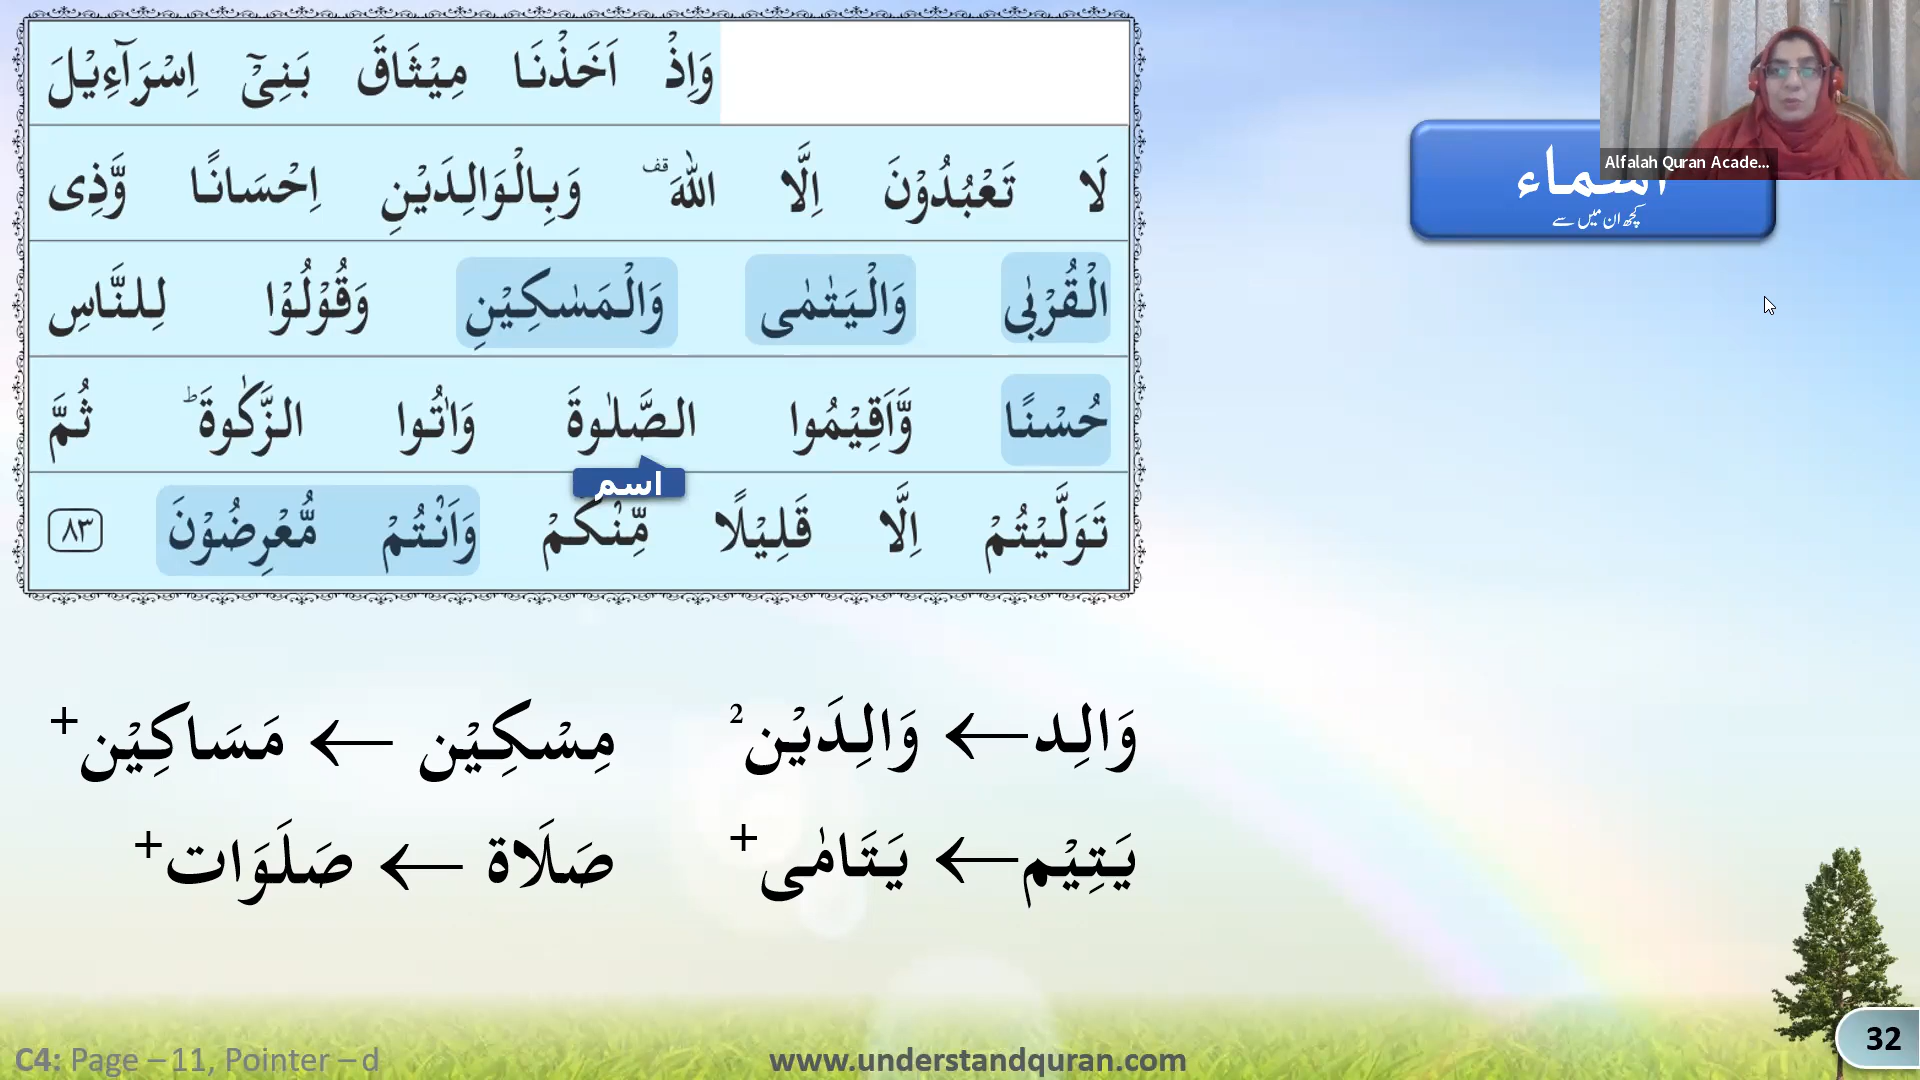 وَاِذْ اَخَذْنَا مِيْثَاقَ بَنِىْٓ اِسْرَآءِيْلَ
لَا تَعْبُدُوْنَ اِلَّا اللّٰهَ قف وَبِالْوَالِدَيْنِ اِحْسَانًا وَّذِى
الْقُرْبٰى وَالْيَتٰمٰى وَالْمَسٰكِيْنِ وَقُوْلُوْا لِلنَّاسِ
حُسْنًا وَّاَقِيْمُوا الصَّلٰوةَ وَاٰتُوا الزَّكٰوةَ ؕ ثُمَّ
اسم
تَوَلَّيْتُمْ اِلَّا قَلِيْلًا مِّنْكُمْ وَاَنْتُمْ مُّعْرِضُوْنَ ٨٣
Alfalah Quran Acade...
اسماء
کچھ ان میں سے
وَالِد ← وَالِدَيْن2 مِسْكِيْن ← مَسَاكِيْن+
يَتِيْم ← يَتَامٰى+ صَلَاة ← صَلَوَات+
C4: Page – 11, Pointer – d
www.understandquran.com
32